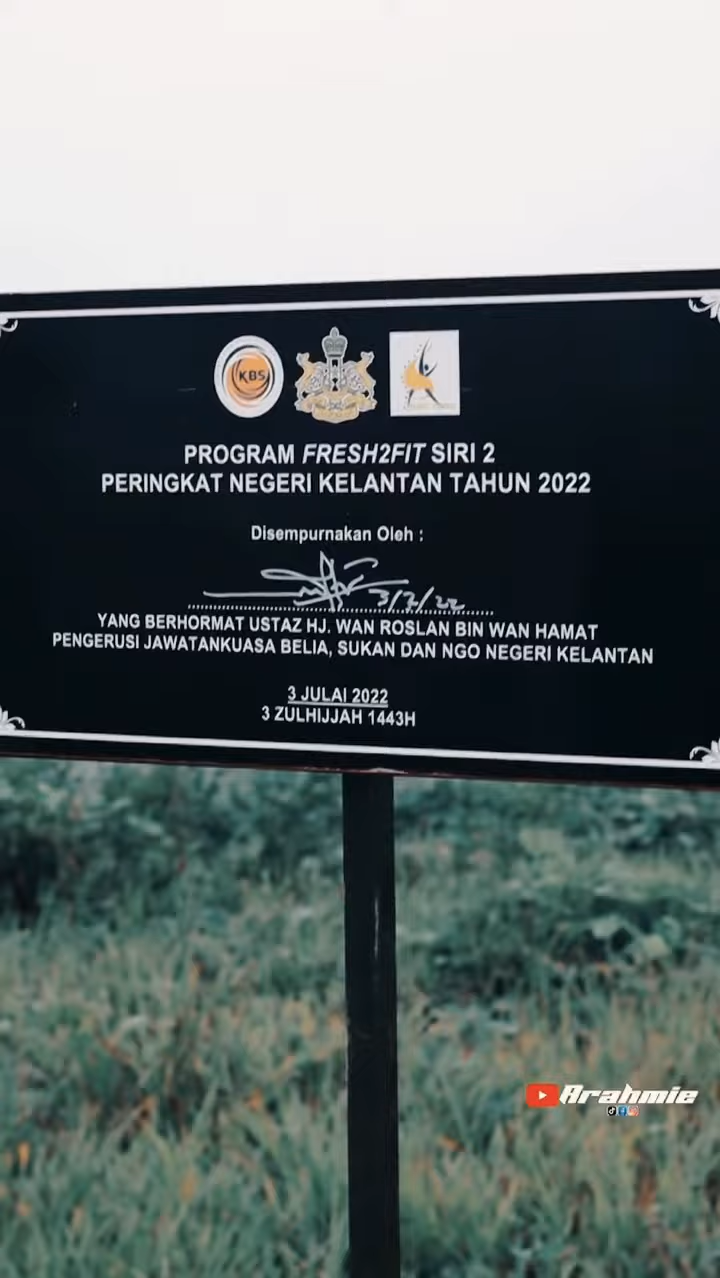 KBS
PROGRAM FRESH2FIT SIRI 2
PERINGKAT NEGERI KELANTAN TAHUN 2022
Disempurnakan Oleh :
3/7/22
YANG BERHORMAT USTAZ HJ. WAN ROSLAN BIN WAN HAMAT
PENGERUSI JAWATANKUASA BELIA, SUKAN DAN NGO NEGERI KELANTAN
3 JULAI 2022
3 ZULHIJJAH 1443H
Arahmie